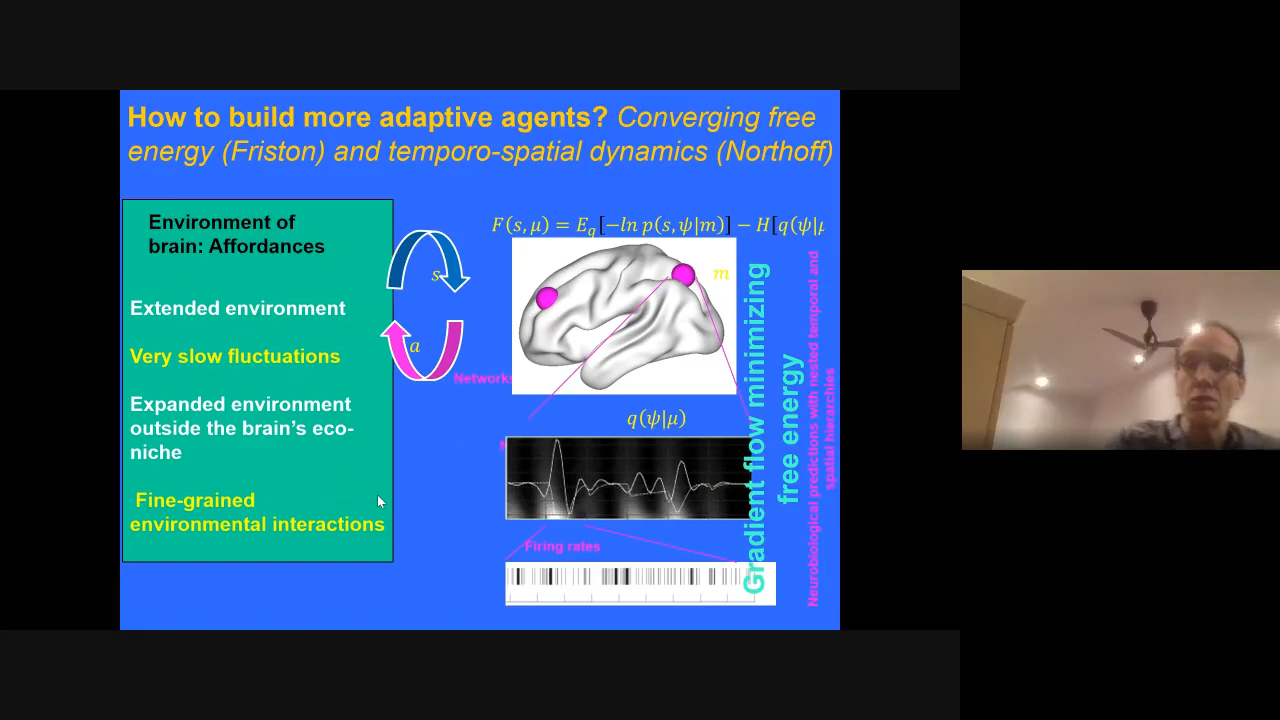 How to build more adaptive agents? Converging free
energy (Friston) and temporo-spatial dynamics (Northoff)
Environment of
brain: Affordances
Extended environment
Very slow fluctuations
Expanded environment
outside the brain's eco-
niche
Fine-grained
environmental interactions
s
a
F(s, μ) = E_q[−ln p(s, ψ|m)] − H[q(ψ|μ
m
Networks
q(ψ|μ)
Firing rates
Gradient flow minimizing
free energy
Neurobiological predictions with nested temporal and
spatial hierarchies